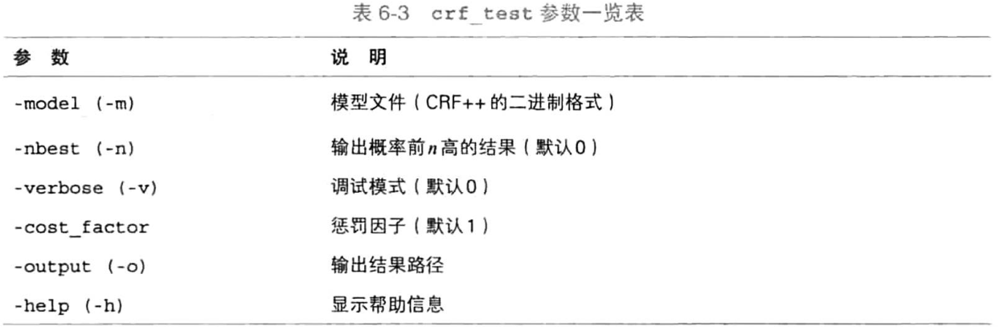 表 6-3 crf_test 参数一览表
参 数 说 明
-model (-m) 模型文件（CRF++的二进制格式）
-nbest (-n) 输出概率前n高的结果（默认0）
-verbose (-v) 调试模式（默认0）
-cost_factor 惩罚因子（默认1）
-output (-o) 输出结果路径
-help (-h) 显示帮助信息